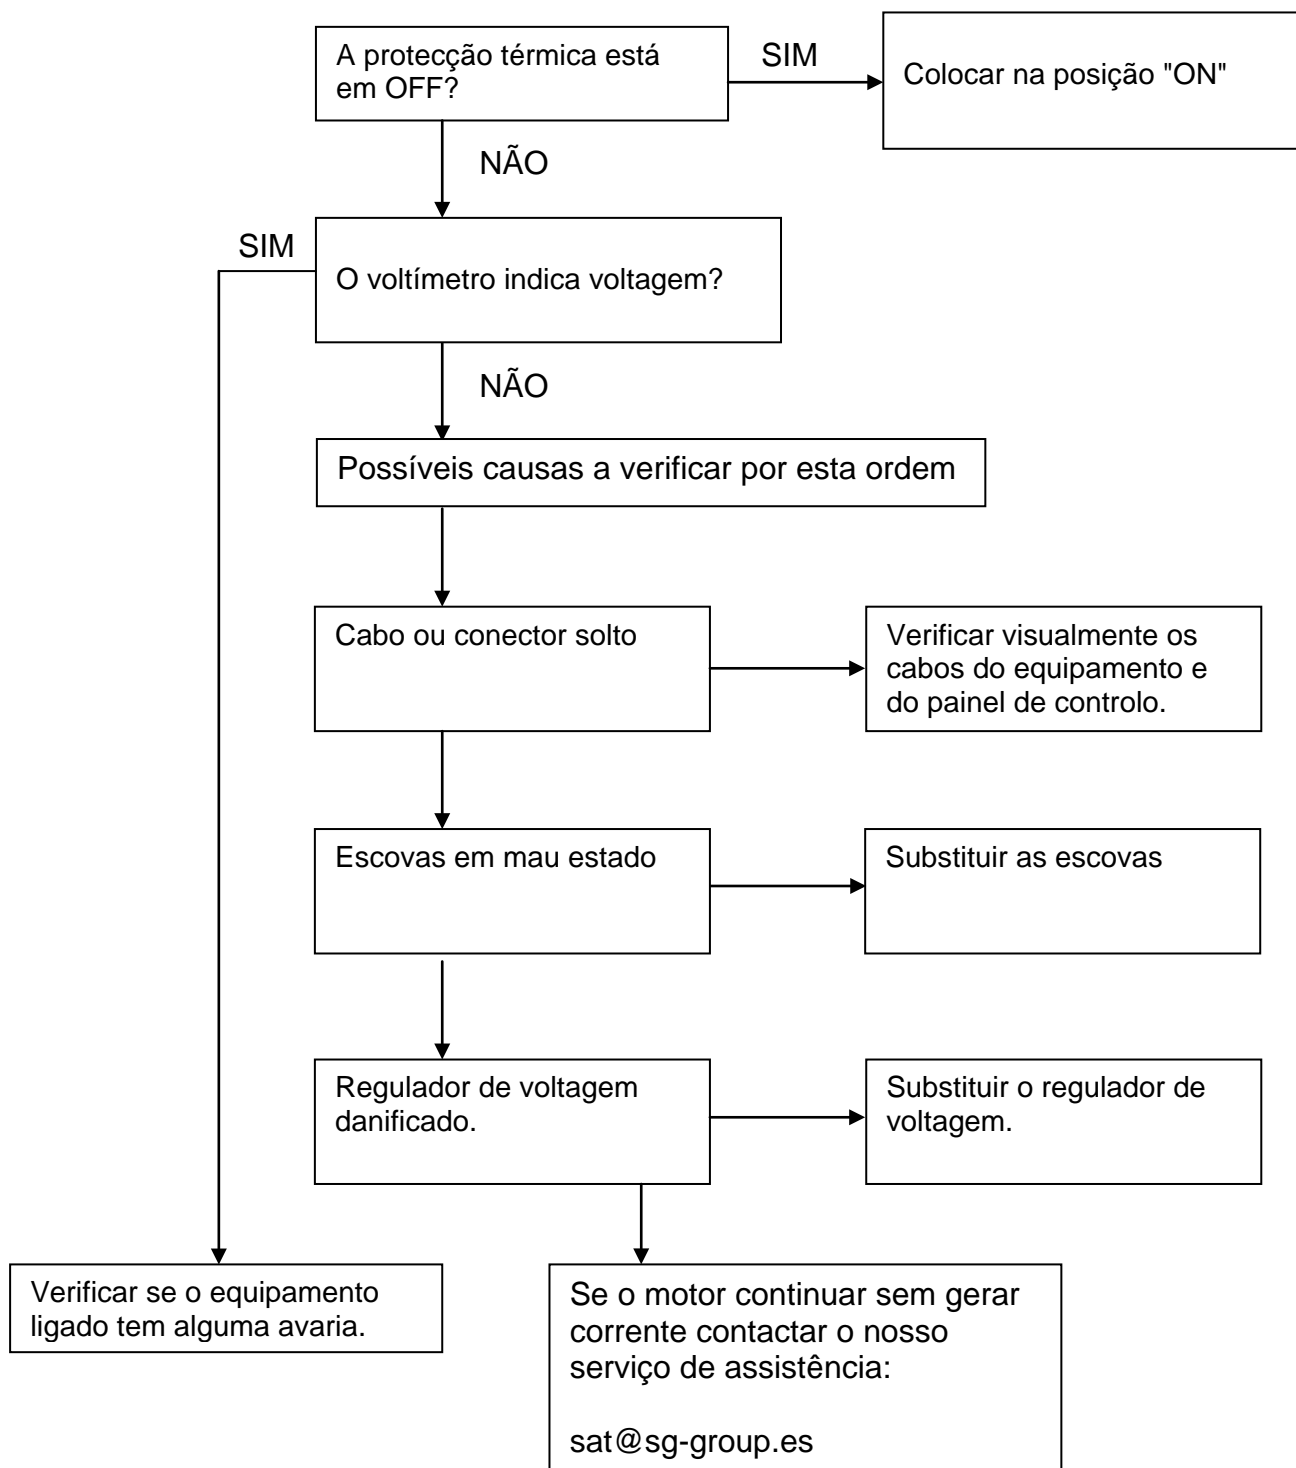 A protecção térmica está
em OFF?
SIM
Colocar na posição "ON"
NÃO
SIM
O voltímetro indica voltagem?
NÃO
Possíveis causas a verificar por esta ordem
Cabo ou conector solto
Verificar visualmente os
cabos do equipamento e
do painel de controlo.
Escovas em mau estado
Substituir as escovas
Regulador de voltagem
danificado.
Substituir o regulador de
voltagem.
Verificar se o equipamento
ligado tem alguma avaria.
Se o motor continuar sem gerar
corrente contactar o nosso
serviço de assistência:
sat@sg-group.es